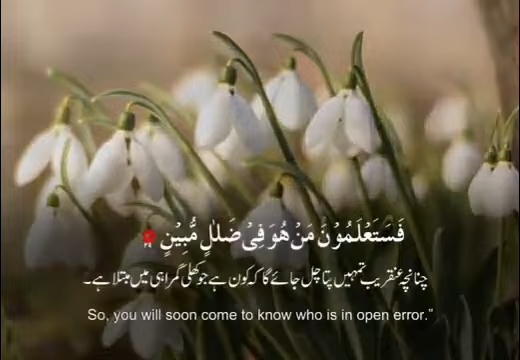 فَسَتَعْلَمُوْنَ مَنْ هُوَ فِىْ ضَلٰلٍ مُّبِيْنٍ
چنانچہ عنقریب تمہیں پتا چل جائے گا کہ کون ہے جو کھلی گمراہی میں مبتلا ہے۔
So, you will soon come to know who is in open error.”